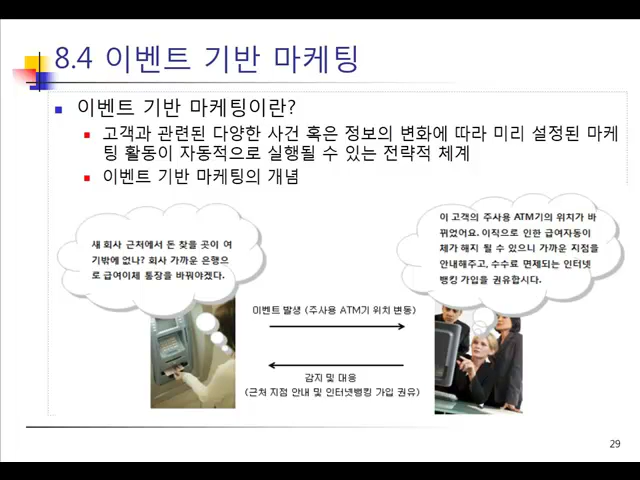 8.4 이벤트 기반 마케팅
이벤트 기반 마케팅이란?
고객과 관련된 다양한 사건 혹은 정보의 변화에 따라 미리 설정된 마케
팅 활동이 자동적으로 실행될 수 있는 전략적 체계
이벤트 기반 마케팅의 개념
새 회사 근처에서 돈 찾을 곳이 여
기밖에 없나? 회사 가까운 은행으
로 급여이체 통장을 바꿔야겠다.
이 고객의 주사용 ATM기의 위치가 바
뀌었어요. 이직으로 인한 급여자동이
체가 해지 될 수 있으니 가까운 지점을
안내해주고, 수수료 면제되는 인터넷
뱅킹 가입을 권유합시다.
이벤트 발생 (주사용 ATM기 위치 변동)
감지 및 대응
(근처 지점 안내 및 인터넷뱅킹 가입 권유)
29